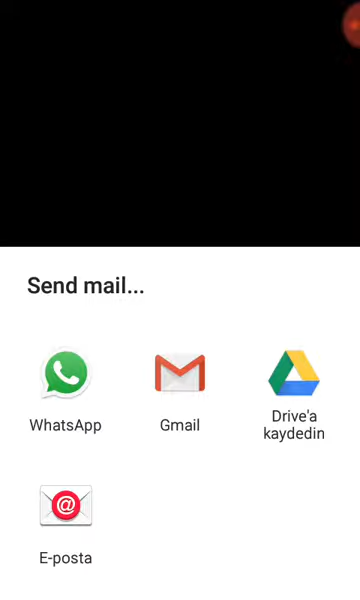 Send mail...
WhatsApp
Gmail
Drive'a
kaydedin
@
E-posta